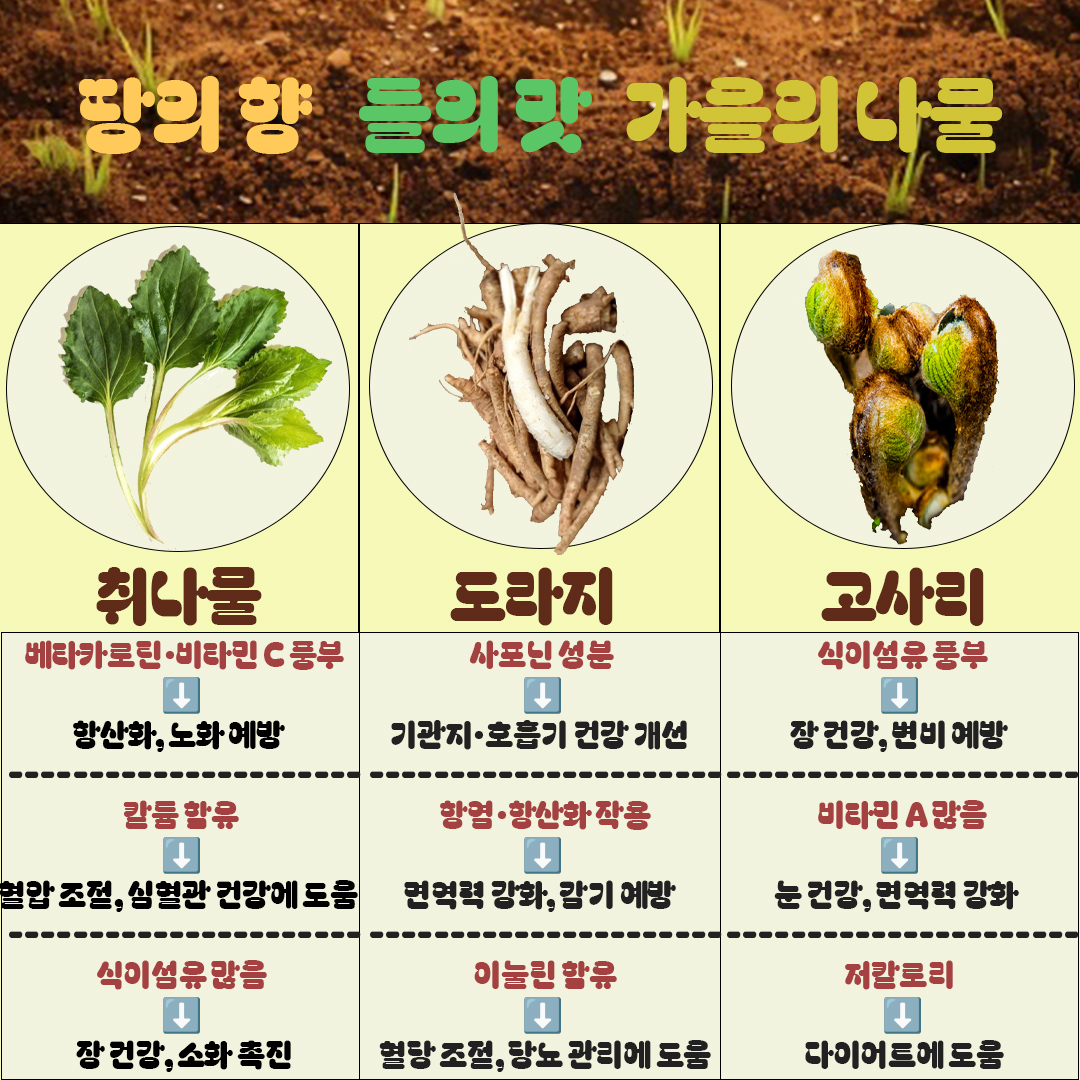 땅의 향 들의 맛 가을의 나물
취나물
베타카로틴·비타민 C 풍부
⬇️
항산화, 노화 예방
칼륨 함유
⬇️
혈압 조절, 심혈관 건강에 도움
식이섬유 많음
⬇️
장 건강, 소화 촉진
도라지
사포닌 성분
⬇️
기관지·호흡기 건강 개선
항염·항산화 작용
⬇️
면역력 강화, 감기 예방
이눌린 함유
⬇️
혈당 조절, 당뇨 관리에 도움
고사리
식이섬유 풍부
⬇️
장 건강, 변비 예방
비타민 A 많음
⬇️
눈 건강, 면역력 강화
저칼로리
⬇️
다이어트에 도움